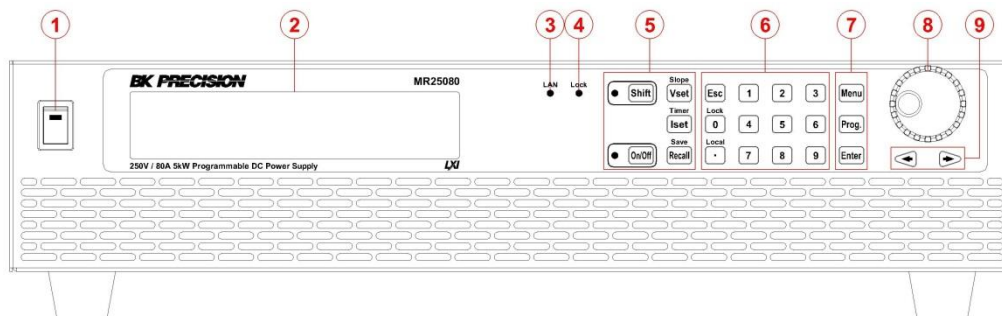 1 2 3 4 5 6 7 8 9
BK PRECISION MR25080
LAN Lock
250V / 80A 5kW Programmable DC Power Supply LXI
Slope
Shift Vset
Timer
Iset
Save
On/Off Recall
Esc 1 2 3
Lock
0 4 5 6
Local
. 7 8 9
Menu
Prog.
Enter